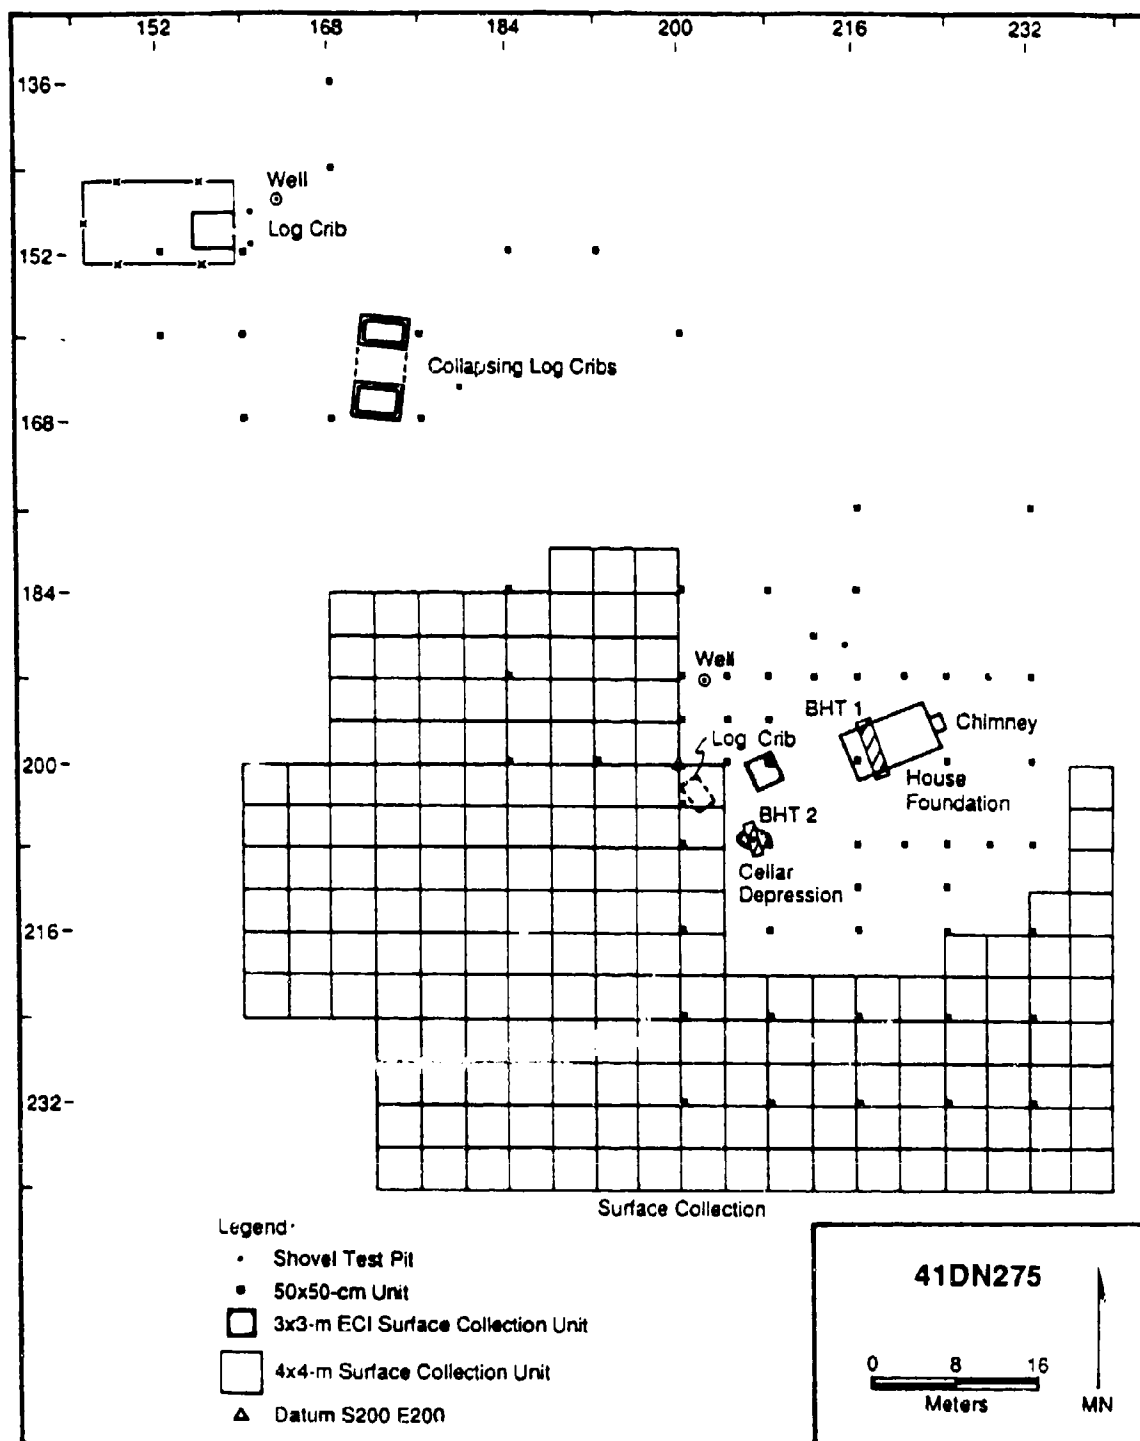 152 168 184 200 216 232
136
Well
Log Crib
152
Collapsing Log Cribs
168
184
Well
BHT 1
Chimney
Log Crib
200
House
Foundation
BHT 2
Cellar
Depression
216
232
Surface Collection
Legend:
Shovel Test Pit
50x50-cm Unit
3x3-m ECI Surface Collection Unit
4x4-m Surface Collection Unit
Datum S200 E200
41DN275
0 8 16
Meters
MN